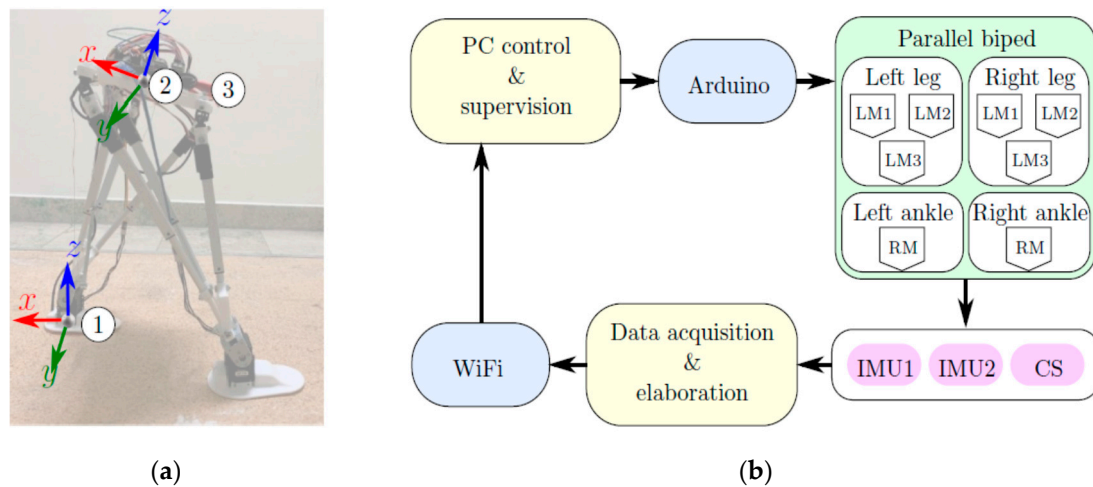 z
x
2
3
y
z
x
1
y
(a)
PC control
&
supervision
Arduino
Parallel biped
Left leg
LM1 LM2
LM3
Right leg
LM1 LM2
LM3
Left ankle
RM
Right ankle
RM
IMU1 IMU2 CS
Data acquisition
&
elaboration
WiFi
(b)